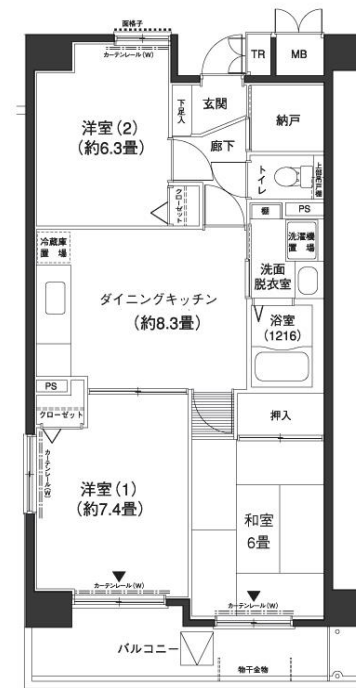 面格子
カーテンレール(W)
TR
MB
下足入
玄関
納戸
洋室(2)
(約6.3畳)
廊下
トイレ
上部吊戸棚
クローゼット
棚
PS
冷蔵庫
置場
洗濯機
置場
洗面
脱衣室
ダイニングキッチン
(約8.3畳)
浴室
(1216)
PS
クローゼット
押入
カーテンレール(W)
洋室(1)
(約7.4畳)
和室
6畳
カーテンレール(W)
カーテンレール(W)
バルコニー
物干金物